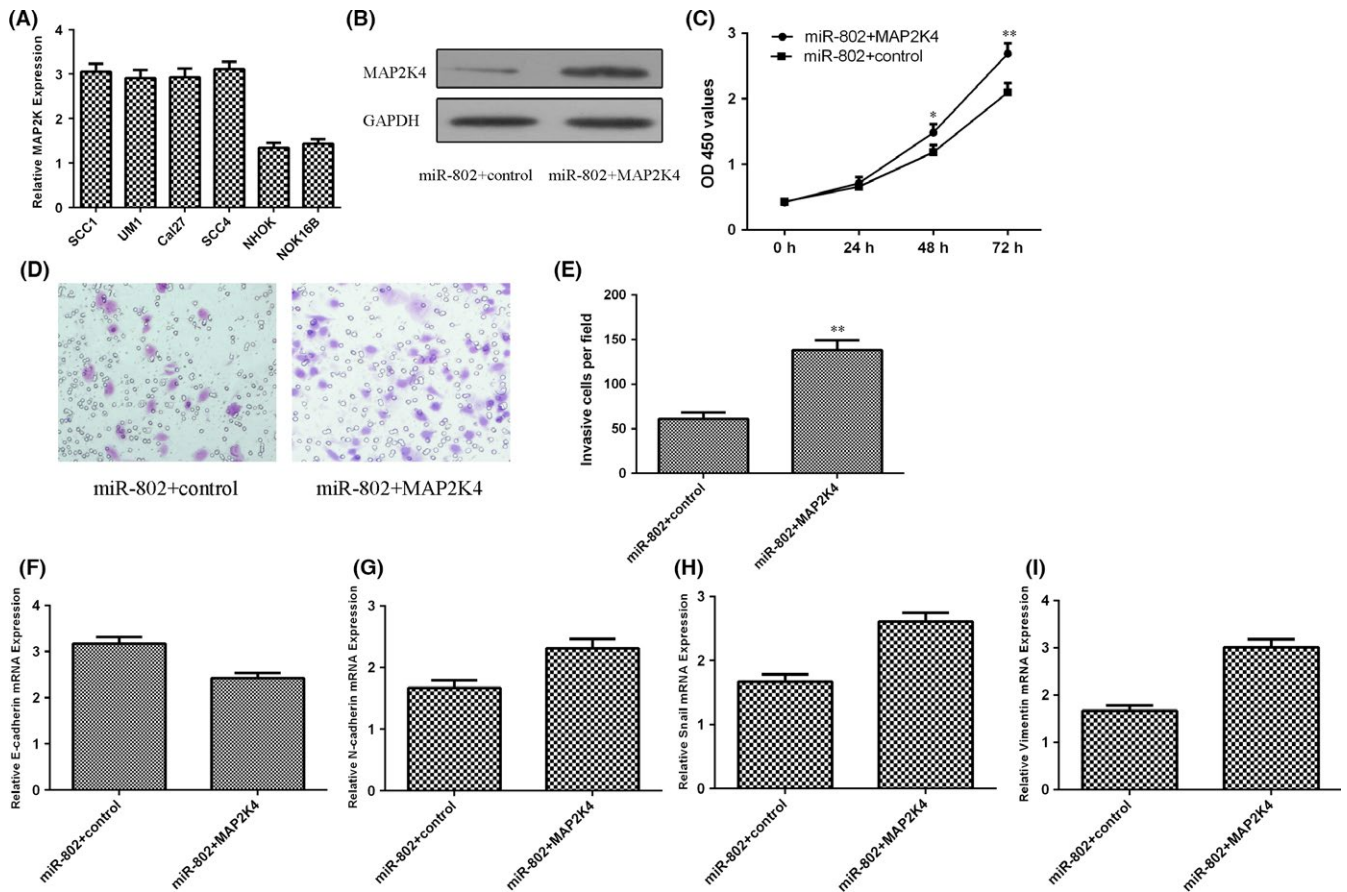 (A)
Relative MAP2K Expression
4
3
2
1
0
SCC1
UM1
Cal27
SCC4
NHOK
NOK16B
(B)
MAP2K4
GAPDH
miR-802+control
miR-802+MAP2K4
(C)
OD 450 values
3
2
1
0
miR-802+MAP2K4
miR-802+control
*
**
0 h
24 h
48 h
72 h
(D)
miR-802+control
miR-802+MAP2K4
(E)
Invasive cells per field
200
150
100
50
0
**
miR-802+control
miR-802+MAP2K4
(F)
Relative E-cadherin mRNA Expression
4
3
2
1
0
miR-802+control
miR-802+MAP2K4
(G)
Relative N-cadherin mRNA Expression
3
2
1
0
miR-802+control
miR-802+MAP2K4
(H)
Relative Snail mRNA Expression
3
2
1
0
miR-802+control
miR-802+MAP2K4
(I)
Relative Vimentin mRNA Expression
4
3
2
1
0
miR-802+control
miR-802+MAP2K4